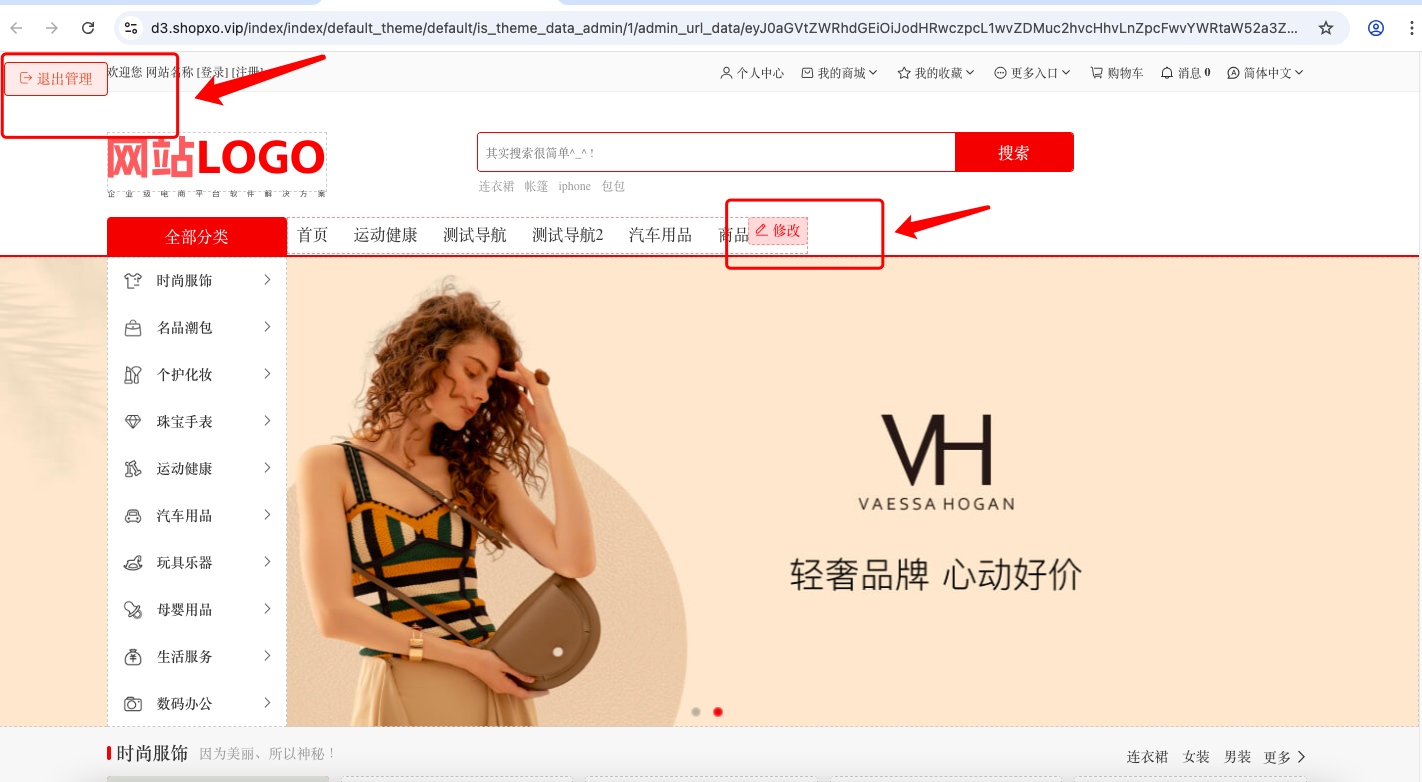 d3.shopxo.vip/index/index/default_theme/default/is_theme_data_admin/1/admin_url_data/eyJ0aGVtZWRhdGEiOiJodHRwczpcL1wvZDMuc2hvcHhvLnZpcFwvYWRtaW52a3Z...
退出管理 欢迎您 网站名称 [登录] [注册] 个人中心 我的商城 我的收藏 更多入口 购物车 消息 0 简体中文
网站LOGO
企业级电商平台软件解决方案
其实搜索很简单^_^ ! 搜索
连衣裙 帐篷 iphone 包包
全部分类 首页 运动健康 测试导航 测试导航2 汽车用品 商品 修改
时尚服饰
名品潮包
个护化妆
珠宝手表
运动健康
汽车用品
玩具乐器
母婴用品
生活服务
数码办公
VH
VAESSA HOGAN
轻奢品牌 心动好价
时尚服饰 因为美丽、所以神秘！ 连衣裙 女装 男装 更多